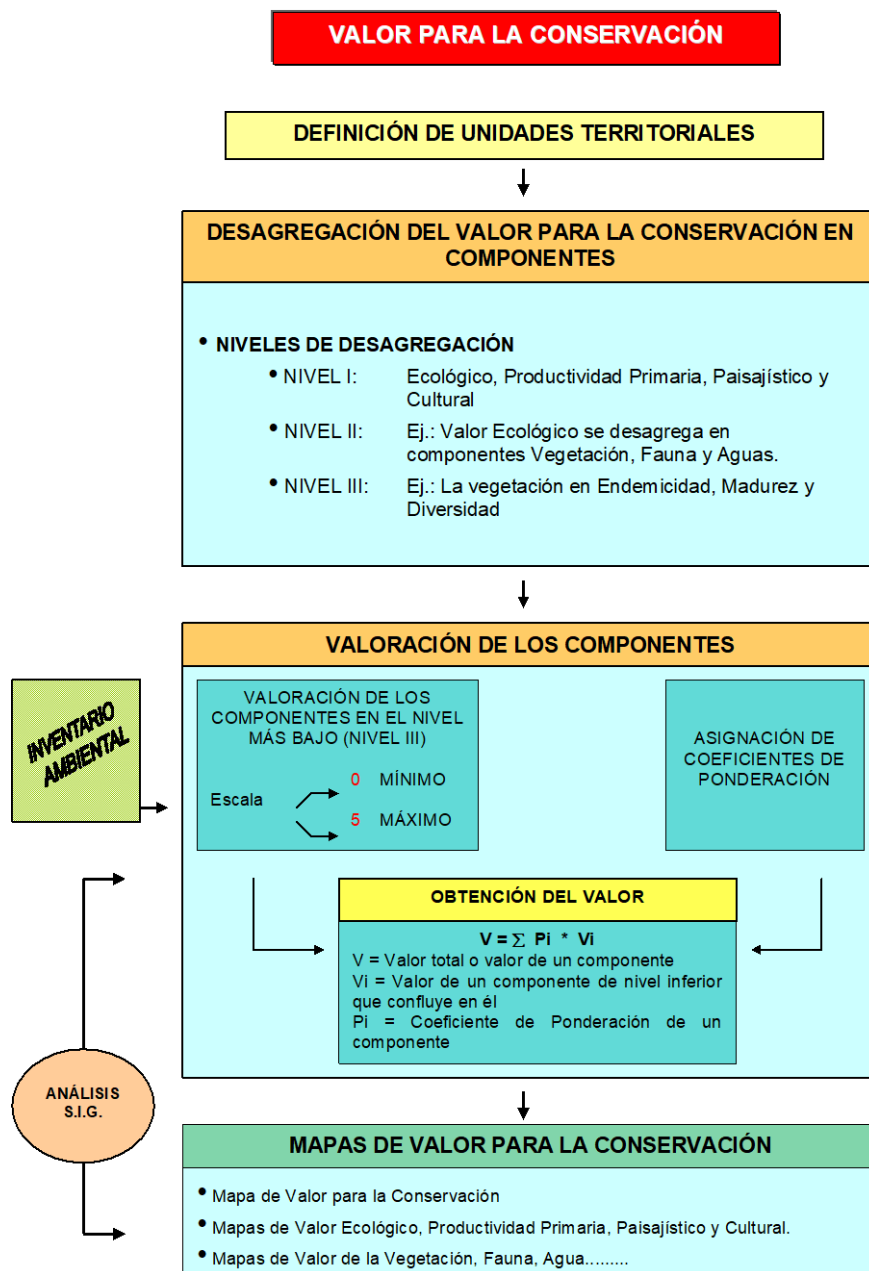 VALOR PARA LA CONSERVACIÓN
DEFINICIÓN DE UNIDADES TERRITORIALES
DESAGREGACIÓN DEL VALOR PARA LA CONSERVACIÓN EN
COMPONENTES
• NIVELES DE DESAGREGACIÓN
• NIVEL I: Ecológico, Productividad Primaria, Paisajístico y
Cultural
• NIVEL II: Ej.: Valor Ecológico se desagrega en
componentes Vegetación, Fauna y Aguas.
• NIVEL III: Ej.: La vegetación en Endemicidad, Madurez y
Diversidad
VALORACIÓN DE LOS COMPONENTES
INVENTARIO
AMBIENTAL
VALORACIÓN DE LOS
COMPONENTES EN EL NIVEL
MÁS BAJO (NIVEL III)
Escala
0 MÍNIMO
5 MÁXIMO
ASIGNACIÓN DE
COEFICIENTES DE
PONDERACIÓN
OBTENCIÓN DEL VALOR
V = Σ Pi * Vi
V = Valor total o valor de un componente
Vi = Valor de un componente de nivel inferior
que confluye en él
Pi = Coeficiente de Ponderación de un
componente
ANÁLISIS
S.I.G.
MAPAS DE VALOR PARA LA CONSERVACIÓN
• Mapa de Valor para la Conservación
• Mapas de Valor Ecológico, Productividad Primaria, Paisajístico y Cultural.
• Mapas de Valor de la Vegetación, Fauna, Agua.........